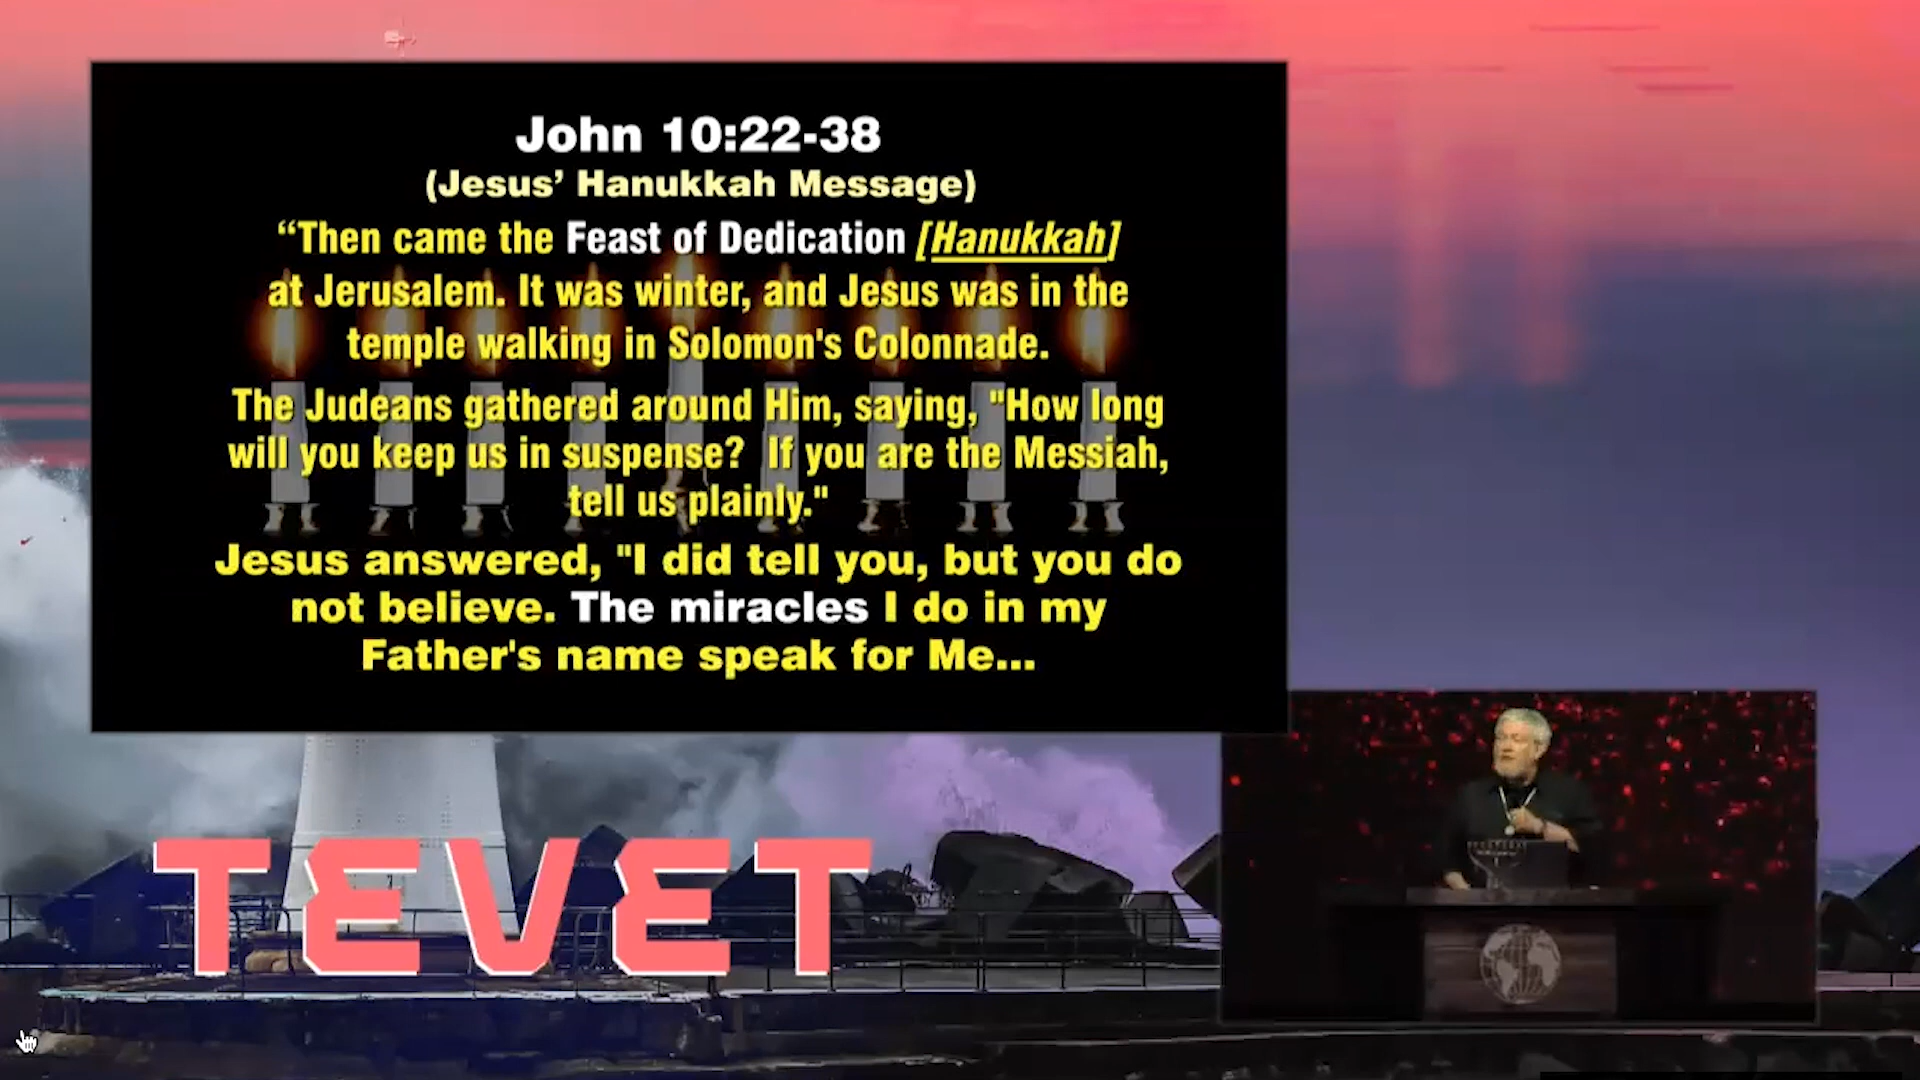 John 10:22-38
(Jesus’ Hanukkah Message)
“Then came the Feast of Dedication [Hanukkah]
at Jerusalem. It was winter, and Jesus was in the
temple walking in Solomon's Colonnade.
The Judeans gathered around Him, saying, "How long
will you keep us in suspense?  If you are the Messiah,
tell us plainly."
Jesus answered, "I did tell you, but you do
not believe. The miracles I do in my
Father's name speak for Me...
TEVET